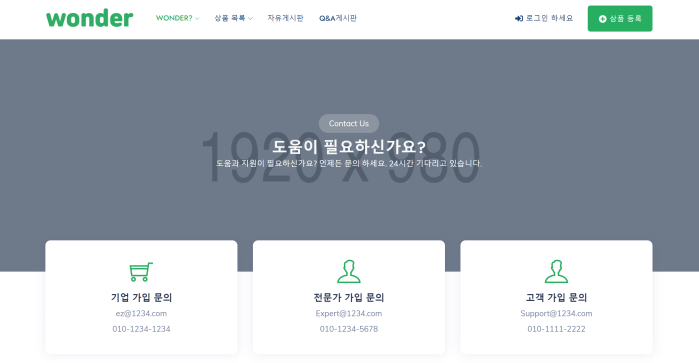 wonder
WONDER? 상품 목록 자유게시판 Q&A게시판 로그인 하세요 상품 등록
Contact Us
1920 x 980
도움이 필요하신가요?
도움과 지원이 필요하신가요? 언제든 문의 하세요. 24시간 기다리고 있습니다.
기업 가입 문의
ez@1234.com
010-1234-1234
전문가 가입 문의
Expert@1234.com
010-1234-5678
고객 가입 문의
Support@1234.com
010-1111-2222